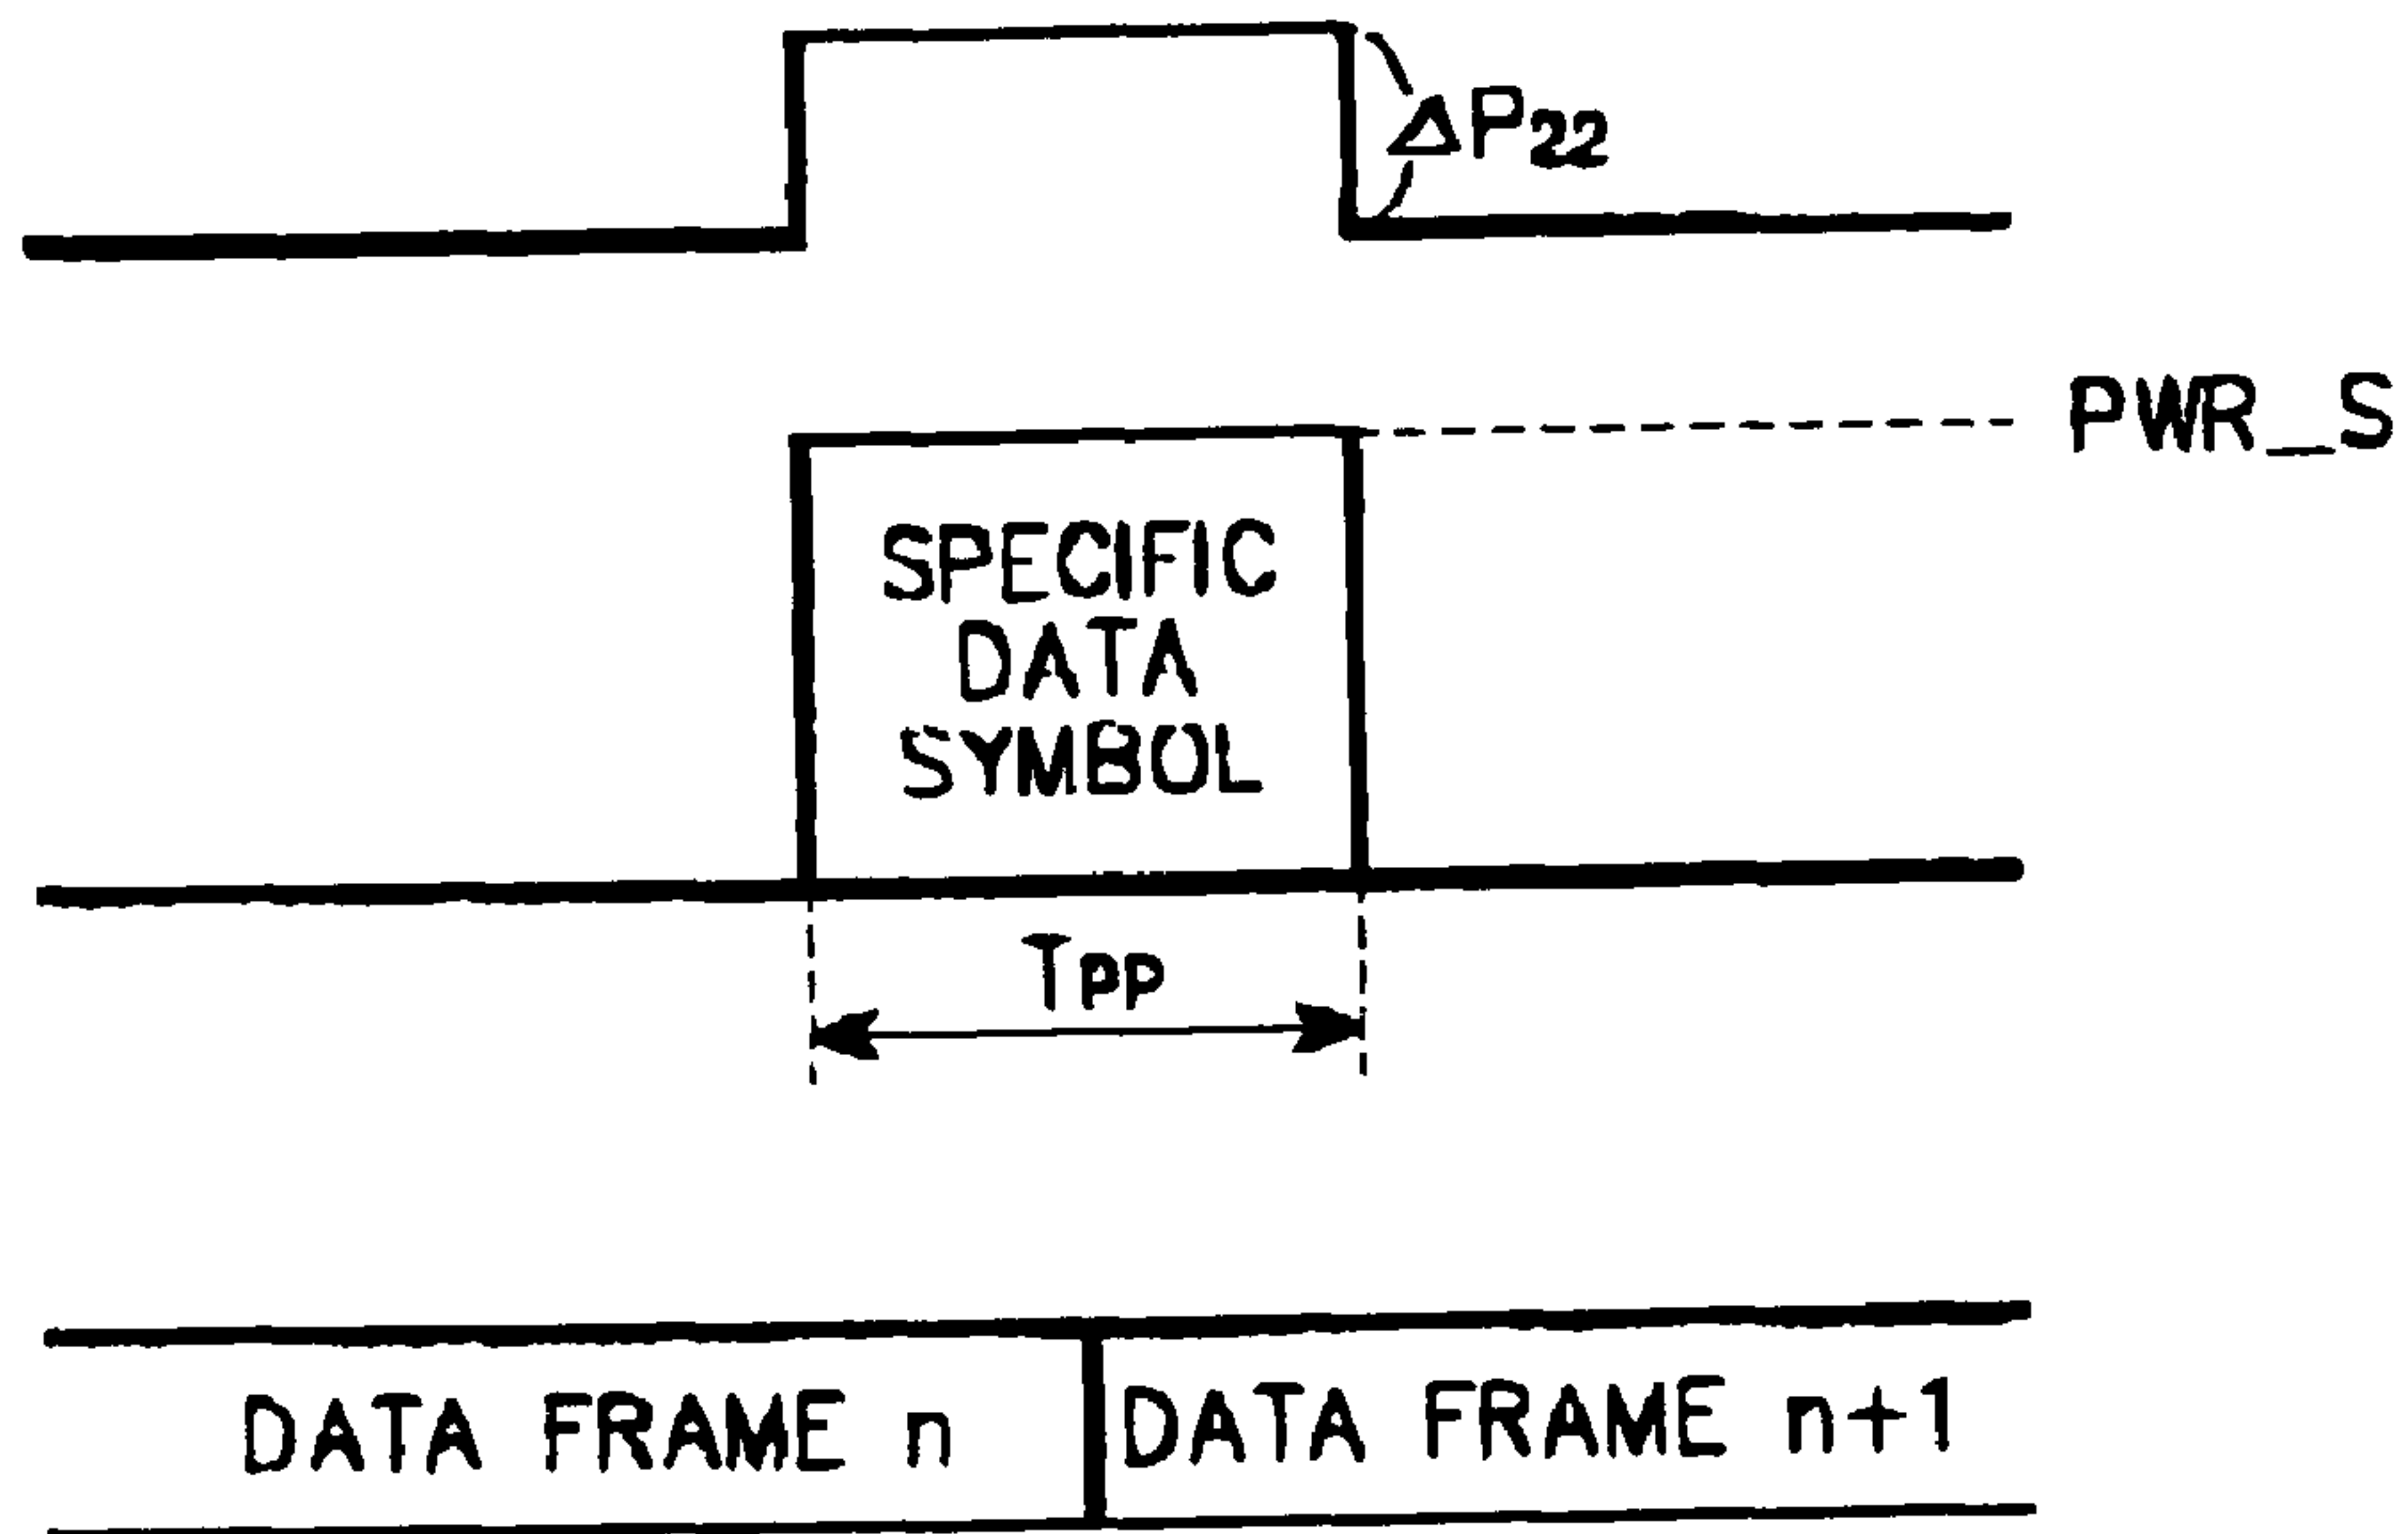 ΔP22
PWR_S
SPECIFIC
DATA
SYMBOL
TPP
DATA FRAME n
DATA FRAME n+1